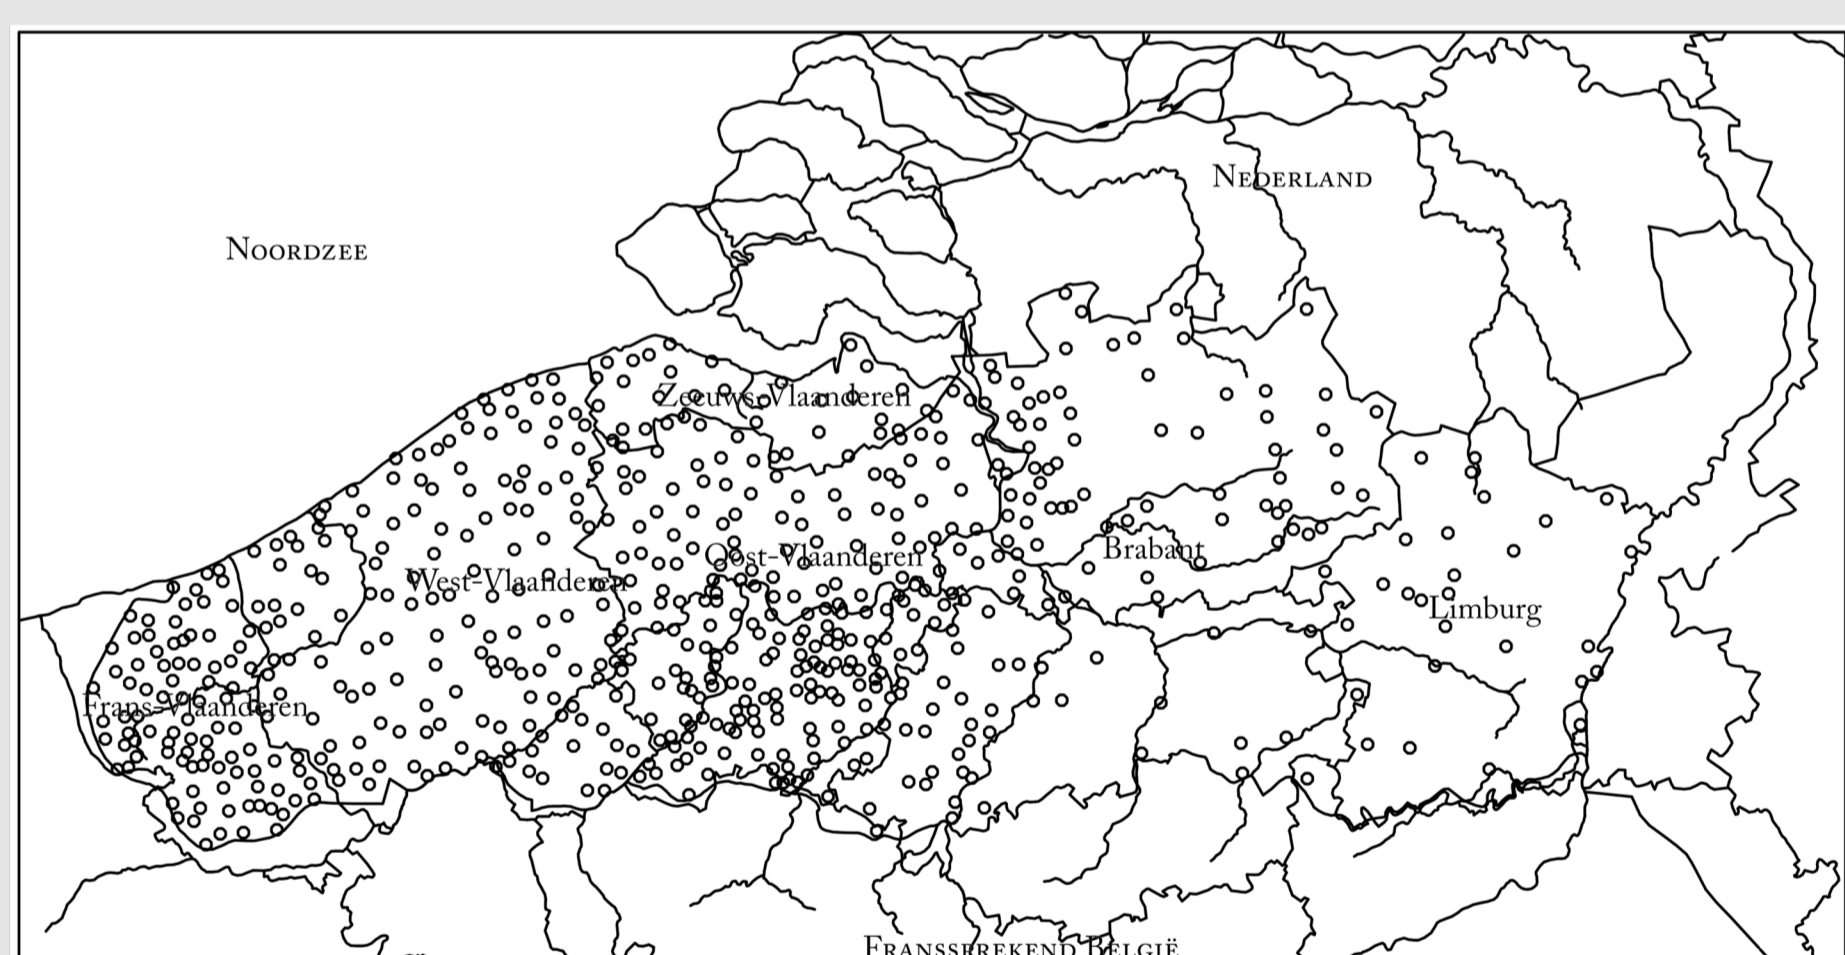 NEDERLAND
NOORDZEE
Zeeuws-Vlaanderen
Oost-Vlaanderen
Brabant
West-Vlaanderen
Limburg
Frans-Vlaanderen
FRANSSPREKEND BELGIË